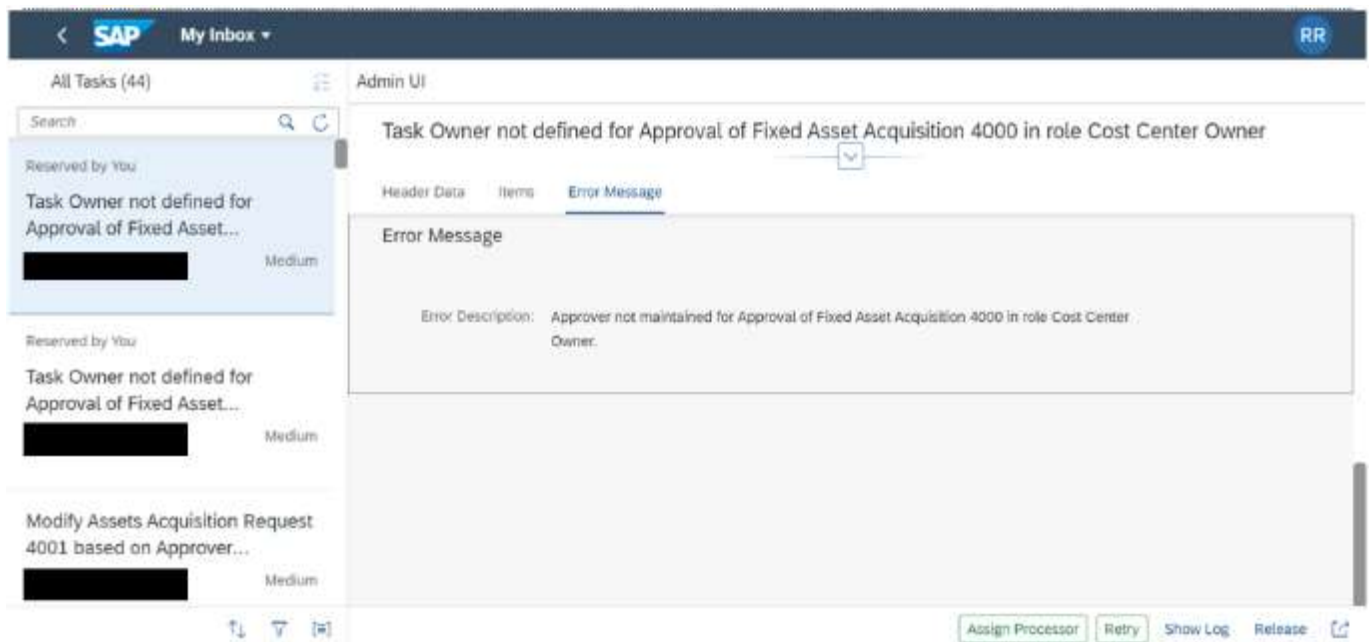 SAP My Inbox
RR
All Tasks (44)
Admin UI
Search
Task Owner not defined for Approval of Fixed Asset Acquisition 4000 in role Cost Center Owner
Reserved by You
Task Owner not defined for
Approval of Fixed Asset...
Medium
Header Data Items Error Message
Error Message
Error Description: Approver not maintained for Approval of Fixed Asset Acquisition 4000 in role Cost Center
Owner.
Reserved by You
Task Owner not defined for
Approval of Fixed Asset...
Medium
Modify Assets Acquisition Request
4001 based on Approver...
Medium
Assign Processor Retry Show Log Release